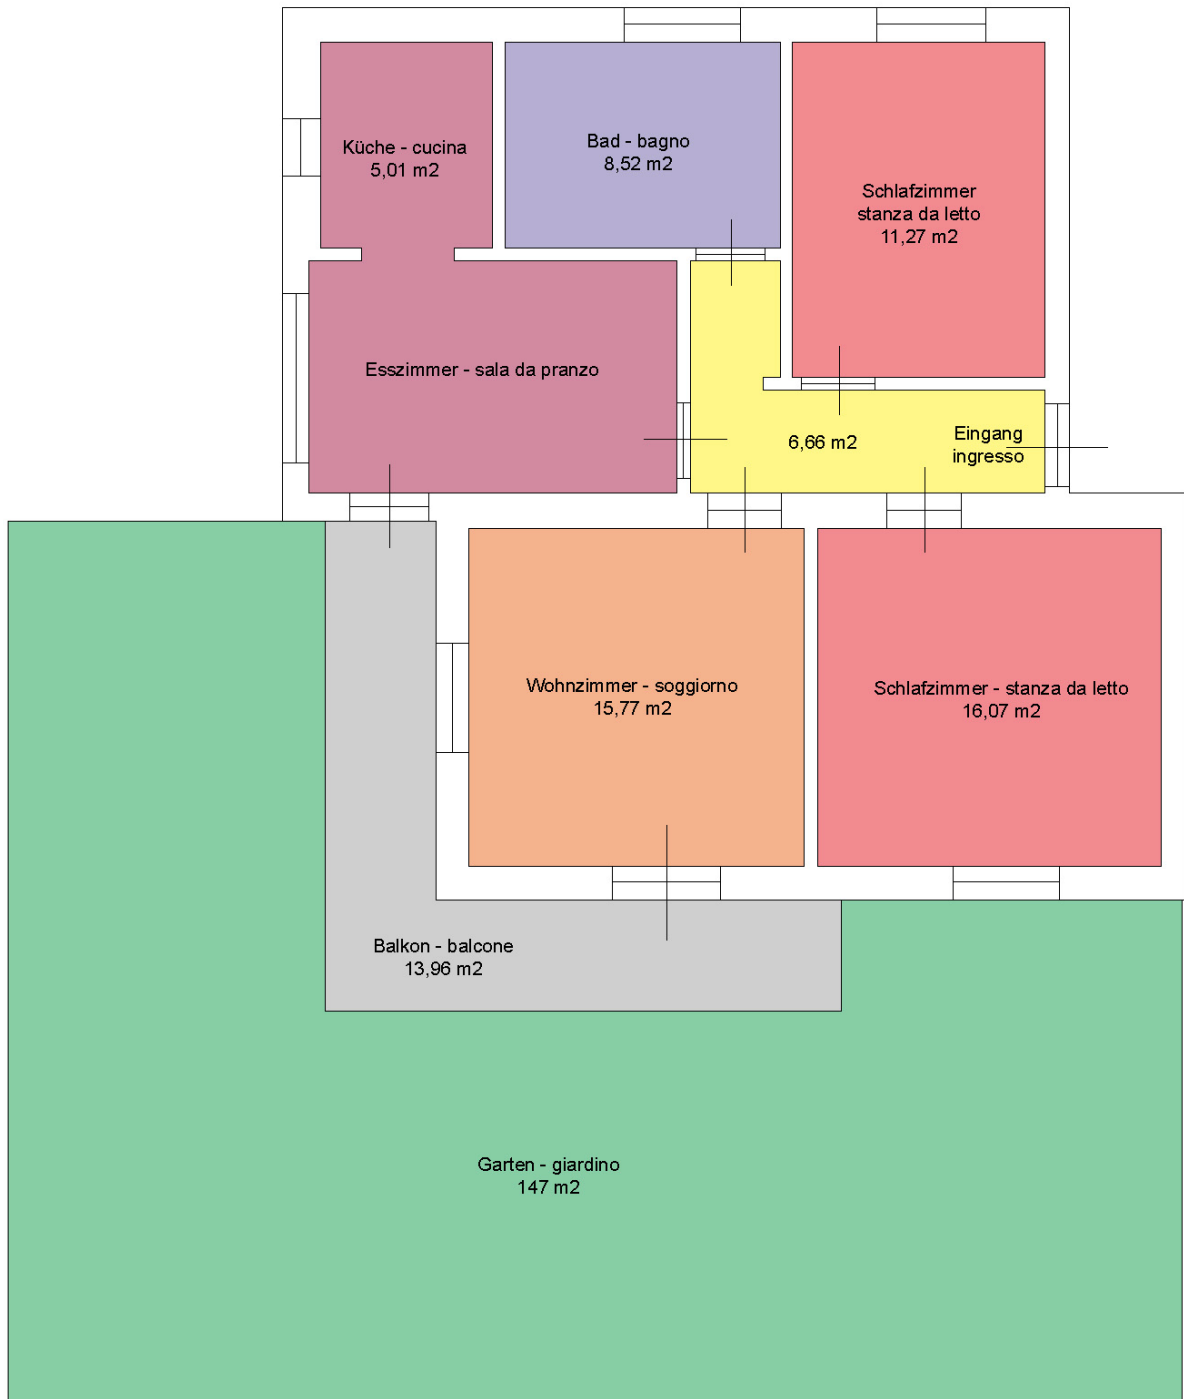 Küche - cucina
5,01 m2
Bad - bagno
8,52 m2
Schlafzimmer
stanza da letto
11,27 m2
Esszimmer - sala da pranzo
6,66 m2
Eingang
ingresso
Wohnzimmer - soggiorno
15,77 m2
Schlafzimmer - stanza da letto
16,07 m2
Balkon - balcone
13,96 m2
Garten - giardino
147 m2